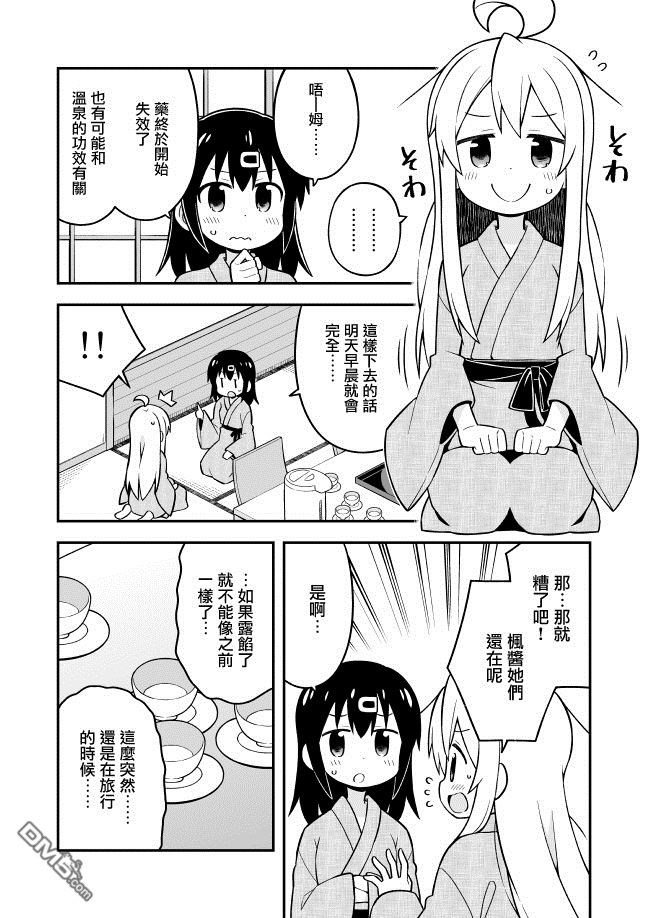 そわ
そわ
唔—姆……
藥終於開始
失效了
也有可能和
溫泉的功效有關
………
………
這樣下去的話
明天早晨就會
完全……
！！
那…那就
糟了吧！
楓醬她們
還在呢
是啊…
…如果露餡了
就不能像之前
一樣了…
這麼突然……
還是在旅行
的時候………
DM5.com